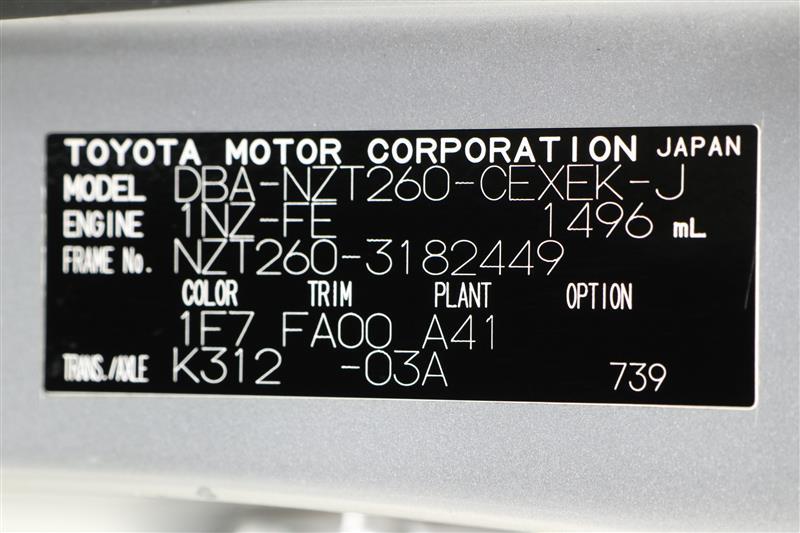 TOYOTA MOTOR CORPORATION JAPAN
MODEL DBA-NZT260-CEXEK-J
ENGINE 1NZ-FE 1496 mL
FRAME No. NZT260-3182449
COLOR TRIM PLANT OPTION
1F7 FA00 A41
TRANS./AXLE K312 -03A 739